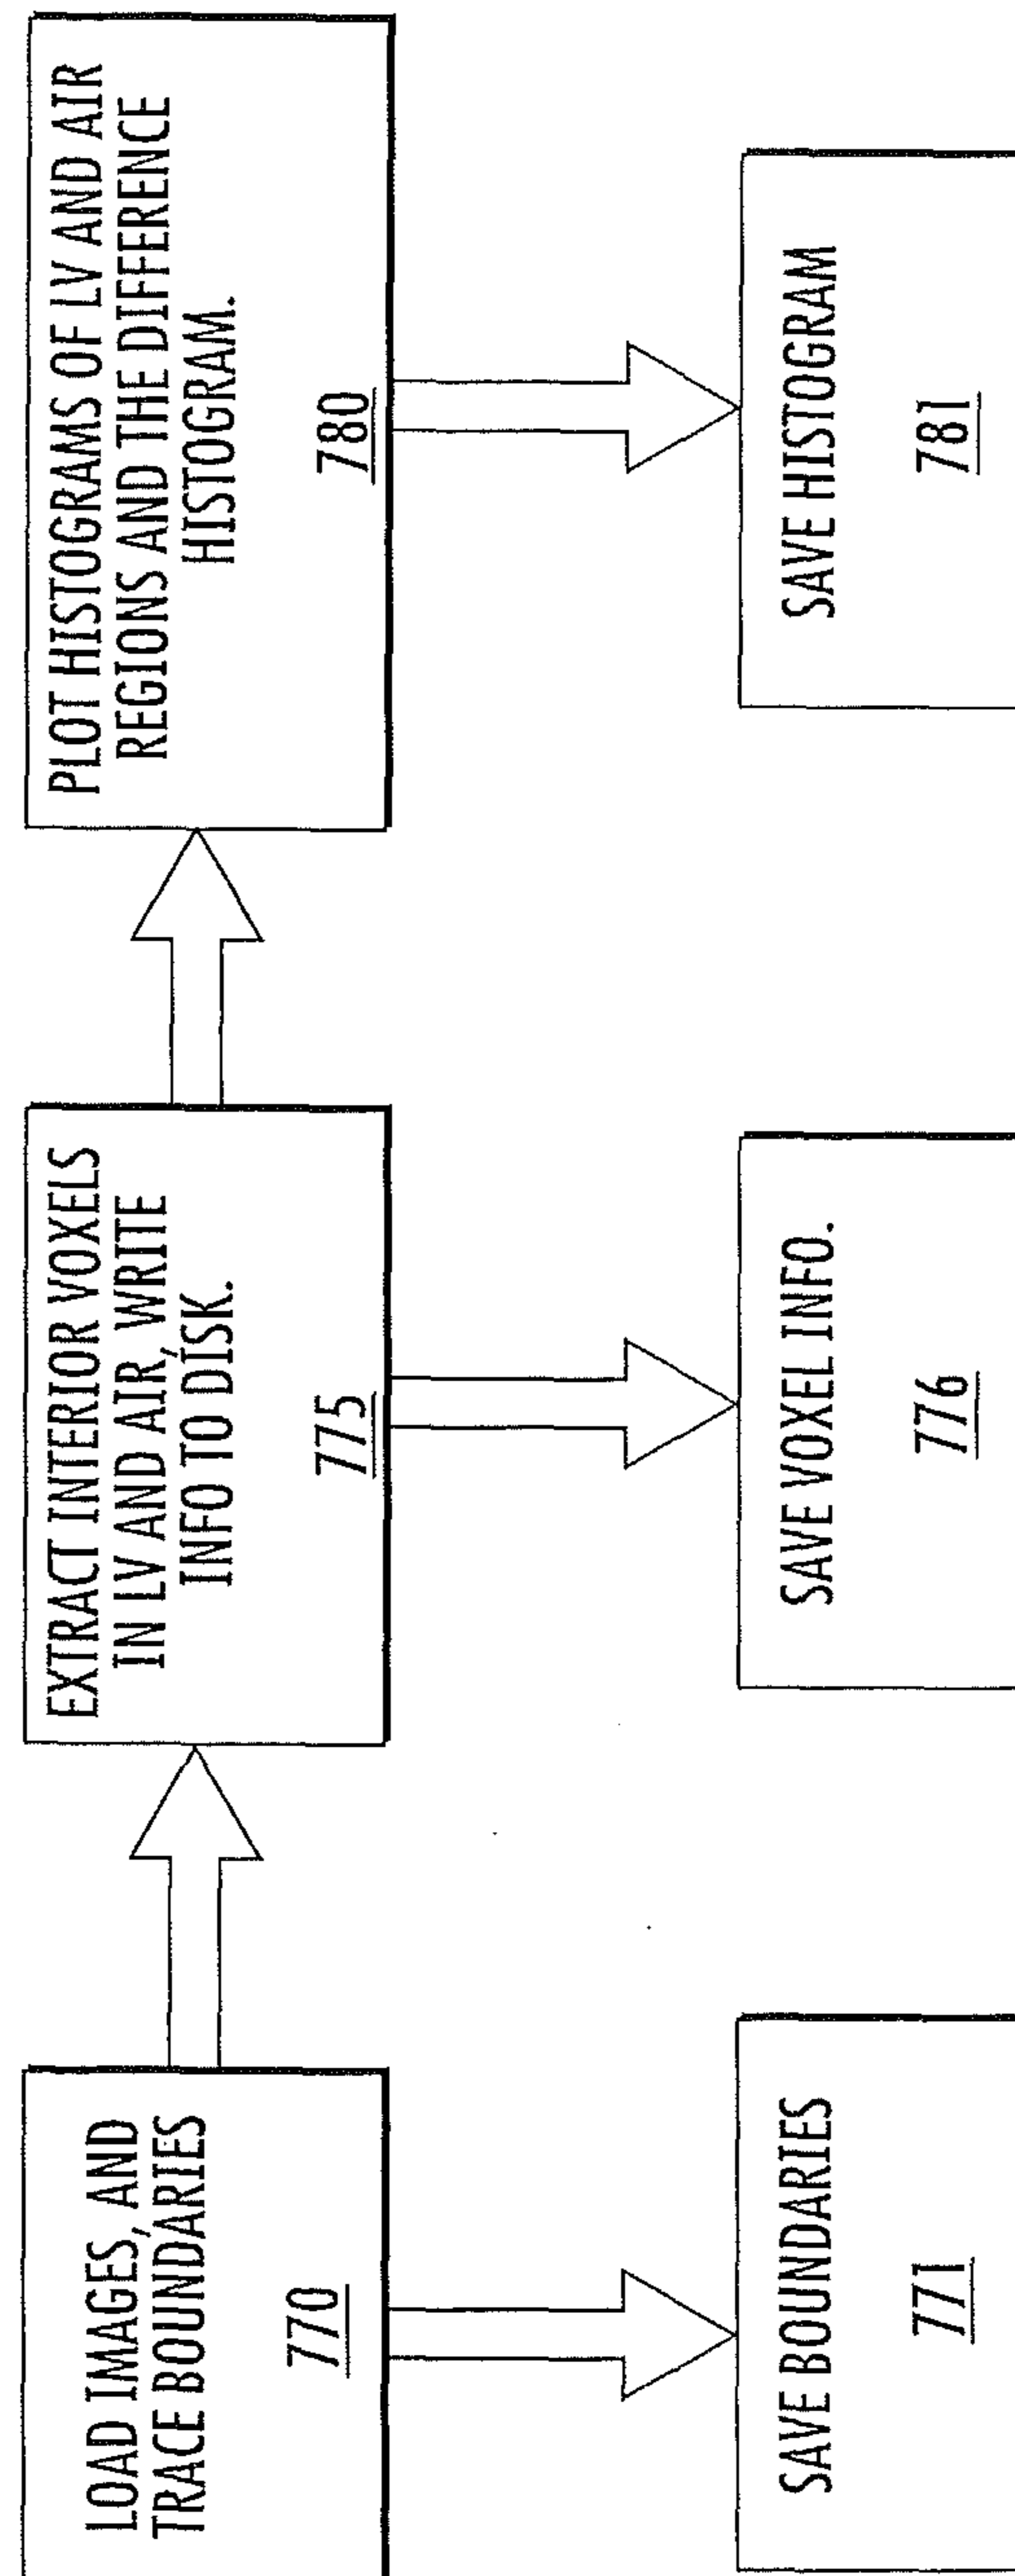 LOAD IMAGES, AND
TRACE BOUNDARIES
770
EXTRACT INTERIOR VOXELS
IN LV AND AIR, WRITE
INFO TO DISK.
775
PLOT HISTOGRAMS OF LV AND AIR
REGIONS AND THE DIFFERENCE
HISTOGRAM.
780
SAVE BOUNDARIES
771
SAVE VOXEL INFO.
776
SAVE HISTOGRAM
781